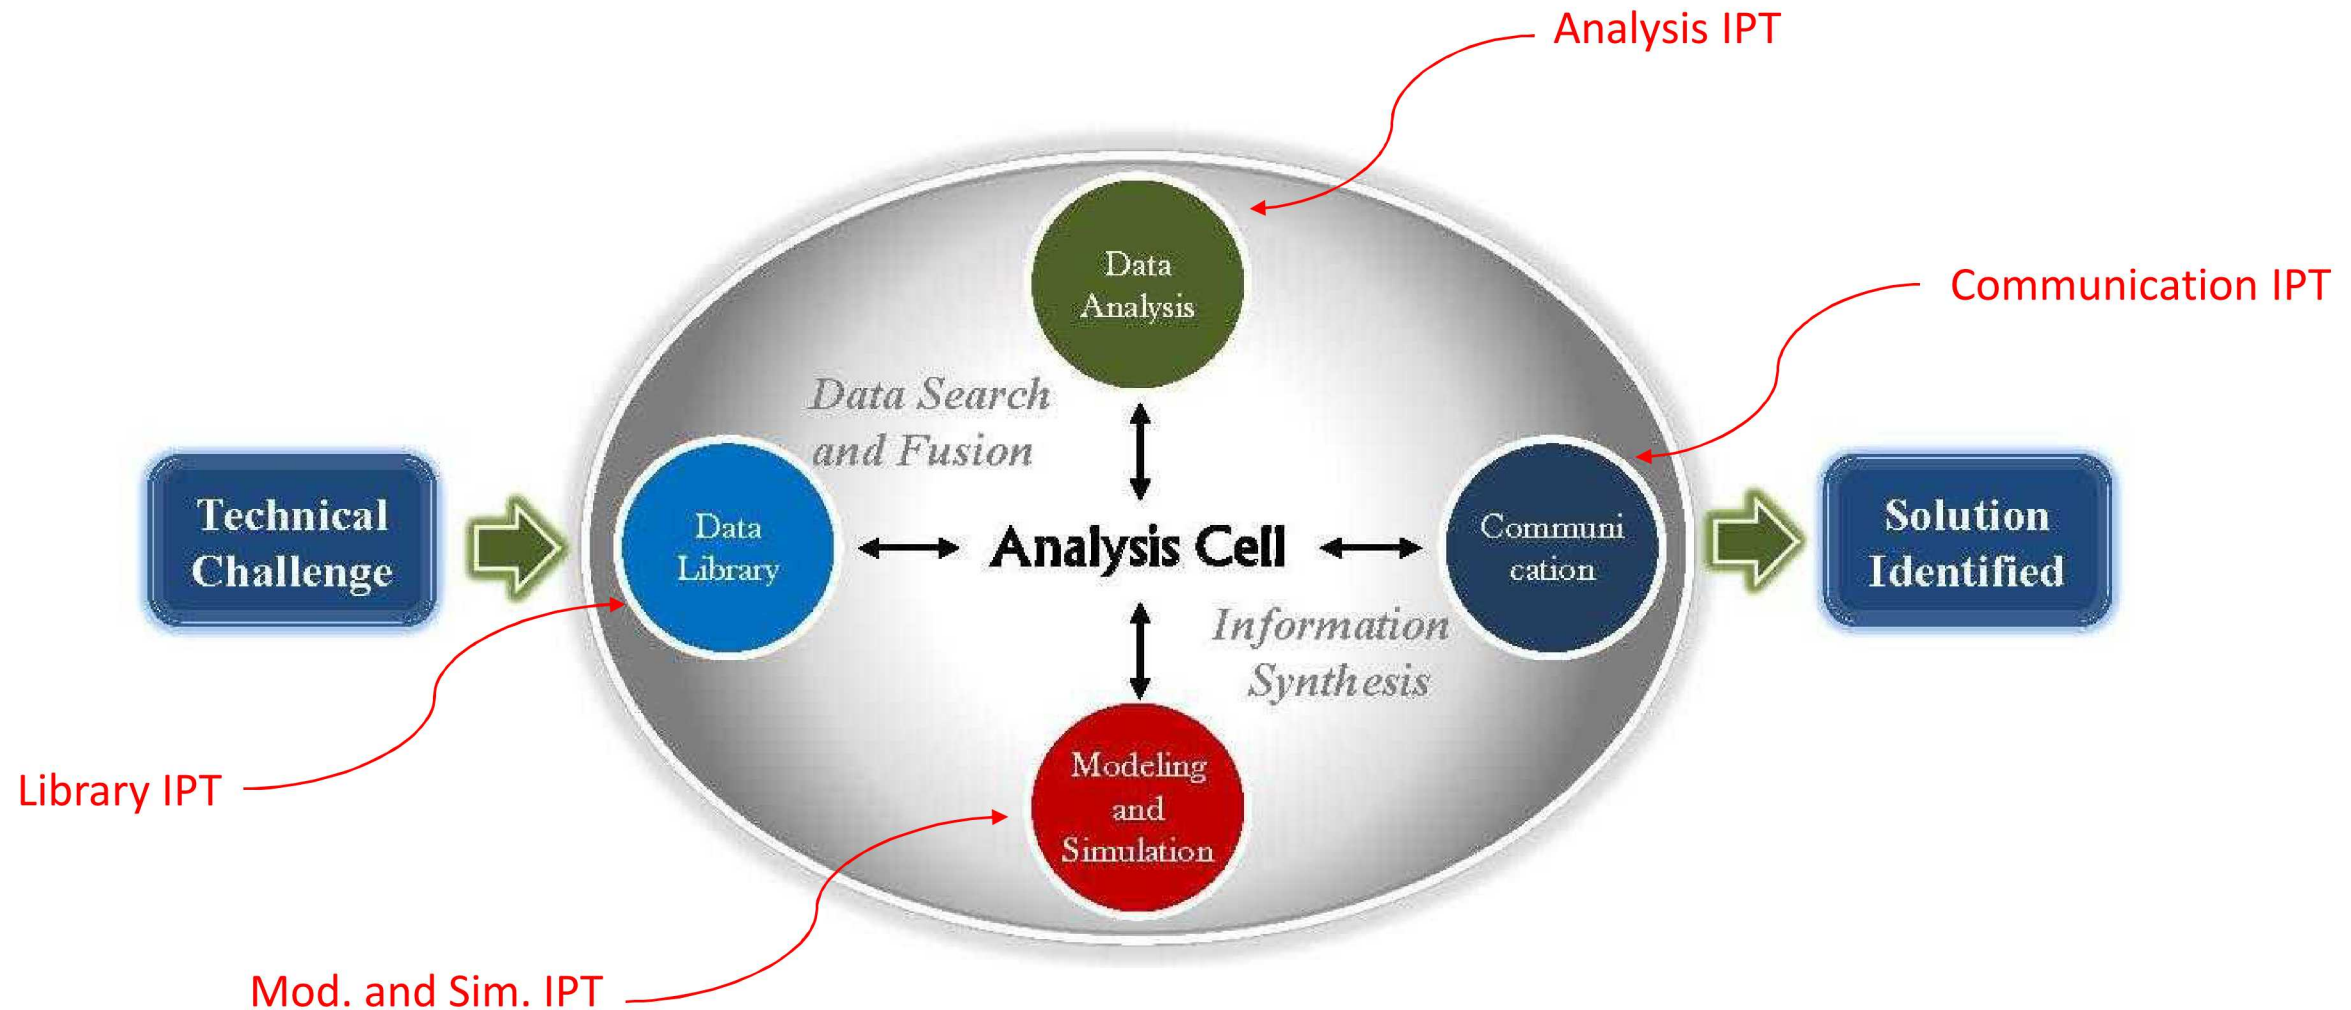 Analysis IPT
Communication IPT
Data
Analysis
Data Search
and Fusion
Technical
Challenge
Data
Library
Analysis Cell
Communi
cation
Solution
Identified
Information
Synthesis
Modeling
and
Simulation
Library IPT
Mod. and Sim. IPT